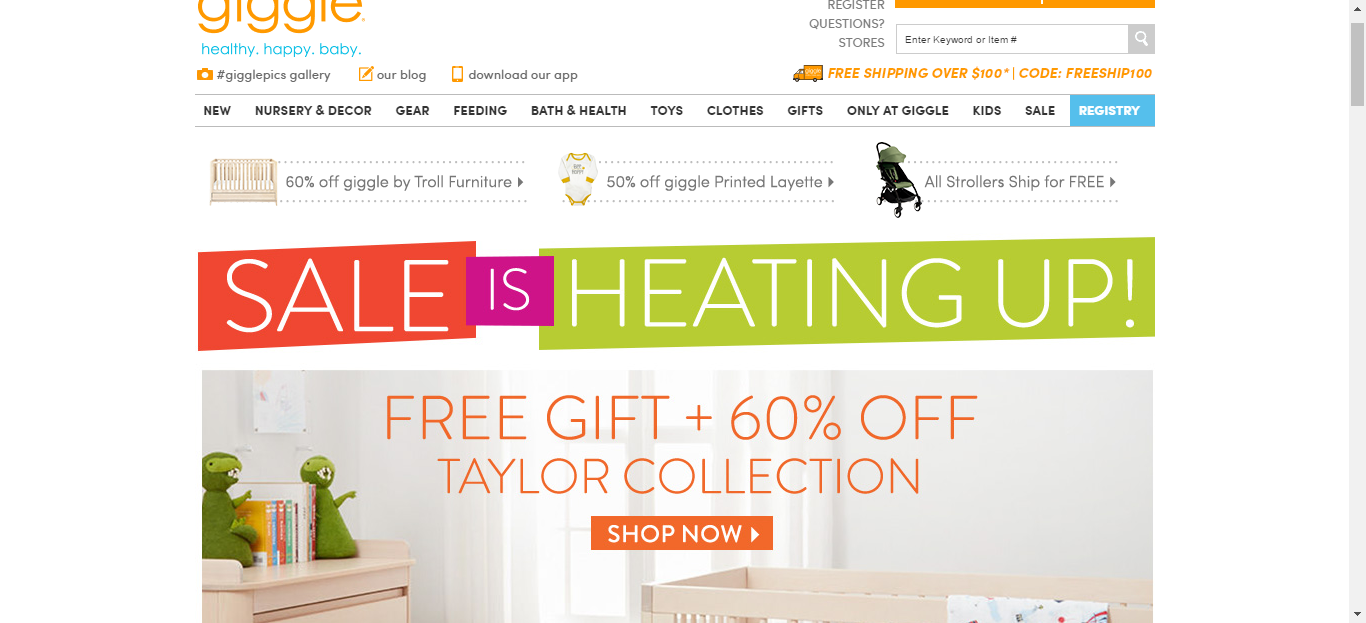 giggle
healthy. happy. baby.
REGISTER
QUESTIONS?
STORES
Enter Keyword or Item #
#gigglepics gallery
our blog
download our app
FREE SHIPPING OVER $100* | CODE: FREESHIP100
NEW NURSERY & DECOR GEAR FEEDING BATH & HEALTH TOYS CLOTHES GIFTS ONLY AT GIGGLE KIDS SALE REGISTRY
60% off giggle by Troll Furniture
50% off giggle Printed Layette
All Strollers Ship for FREE
SALE IS HEATING UP!
FREE GIFT + 60% OFF
TAYLOR COLLECTION
SHOP NOW